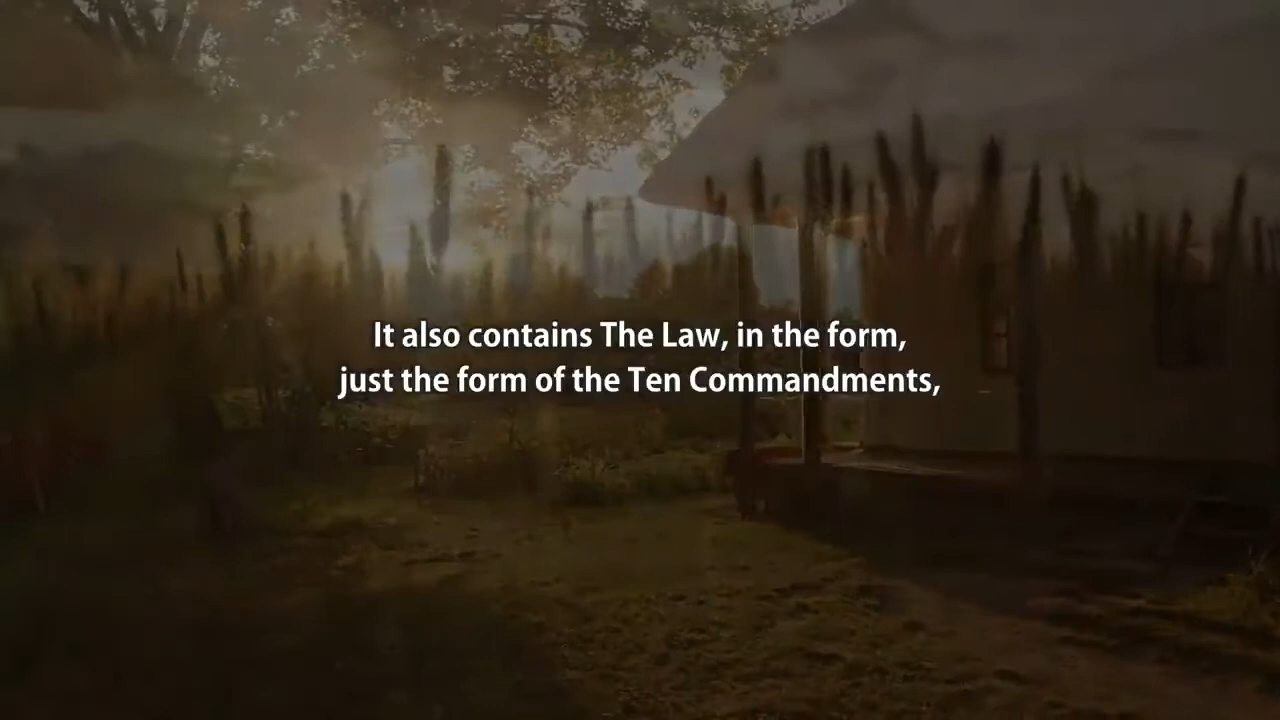 It also contains The Law, in the form,
just the form of the Ten Commandments,